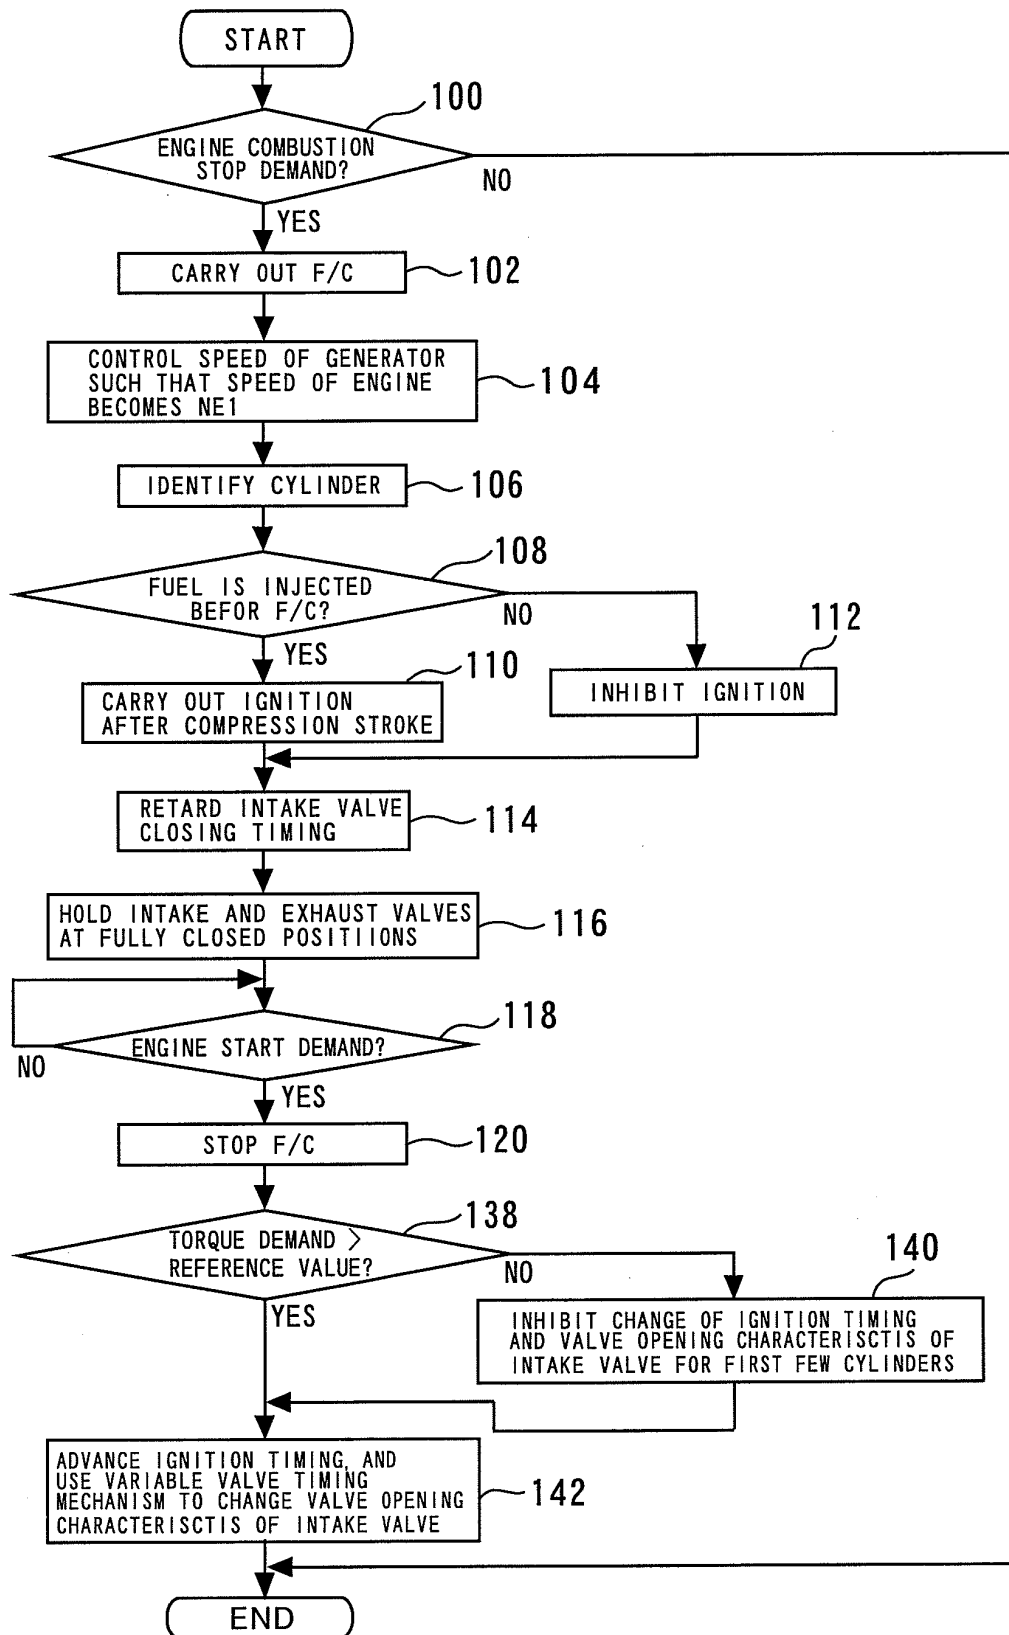 START
100
ENGINE COMBUSTION
STOP DEMAND?
NO
YES
CARRY OUT F/C
102
CONTROL SPEED OF GENERATOR
SUCH THAT SPEED OF ENGINE
BECOMES NE1
104
IDENTIFY CYLINDER
106
108
FUEL IS INJECTED
BEFOR F/C?
NO
YES
112
110
CARRY OUT IGNITION
AFTER COMPRESSION STROKE
INHIBIT IGNITION
RETARD INTAKE VALVE
CLOSING TIMING
114
HOLD INTAKE AND EXHAUST VALVES
AT FULLY CLOSED POSITIIONS
116
118
ENGINE START DEMAND?
NO
YES
STOP F/C
120
138
TORQUE DEMAND >
REFERENCE VALUE?
NO
YES
140
INHIBIT CHANGE OF IGNITION TIMING
AND VALVE OPENING CHARACTERISCTIS OF
INTAKE VALVE FOR FIRST FEW CYLINDERS
ADVANCE IGNITION TIMING, AND
USE VARIABLE VALVE TIMING
MECHANISM TO CHANGE VALVE OPENING
CHARACTERISCTIS OF INTAKE VALVE
142
END